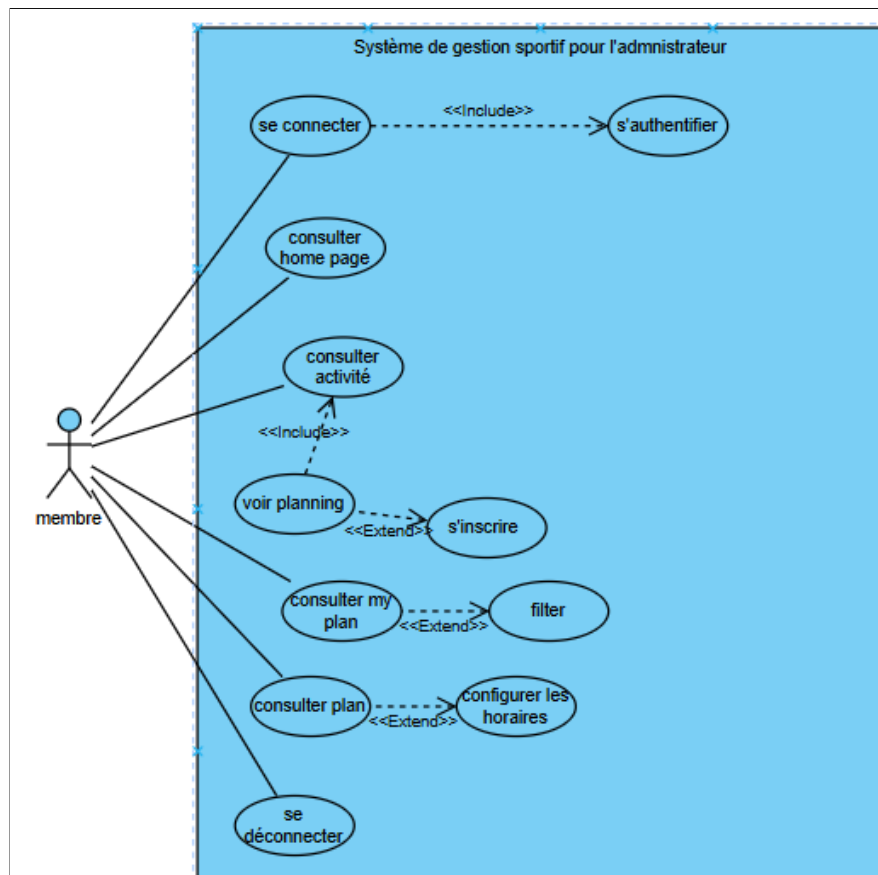 Système de gestion sportif pour l'admnistrateur
se connecter
<<Include>>
s'authentifier
consulter
home page
consulter
activité
<<Include>>
membre
voir planning
<<Extend>>
s'inscrire
consulter my
plan
<<Extend>>
filter
consulter plan
<<Extend>>
configurer les
horaires
se
déconnecter